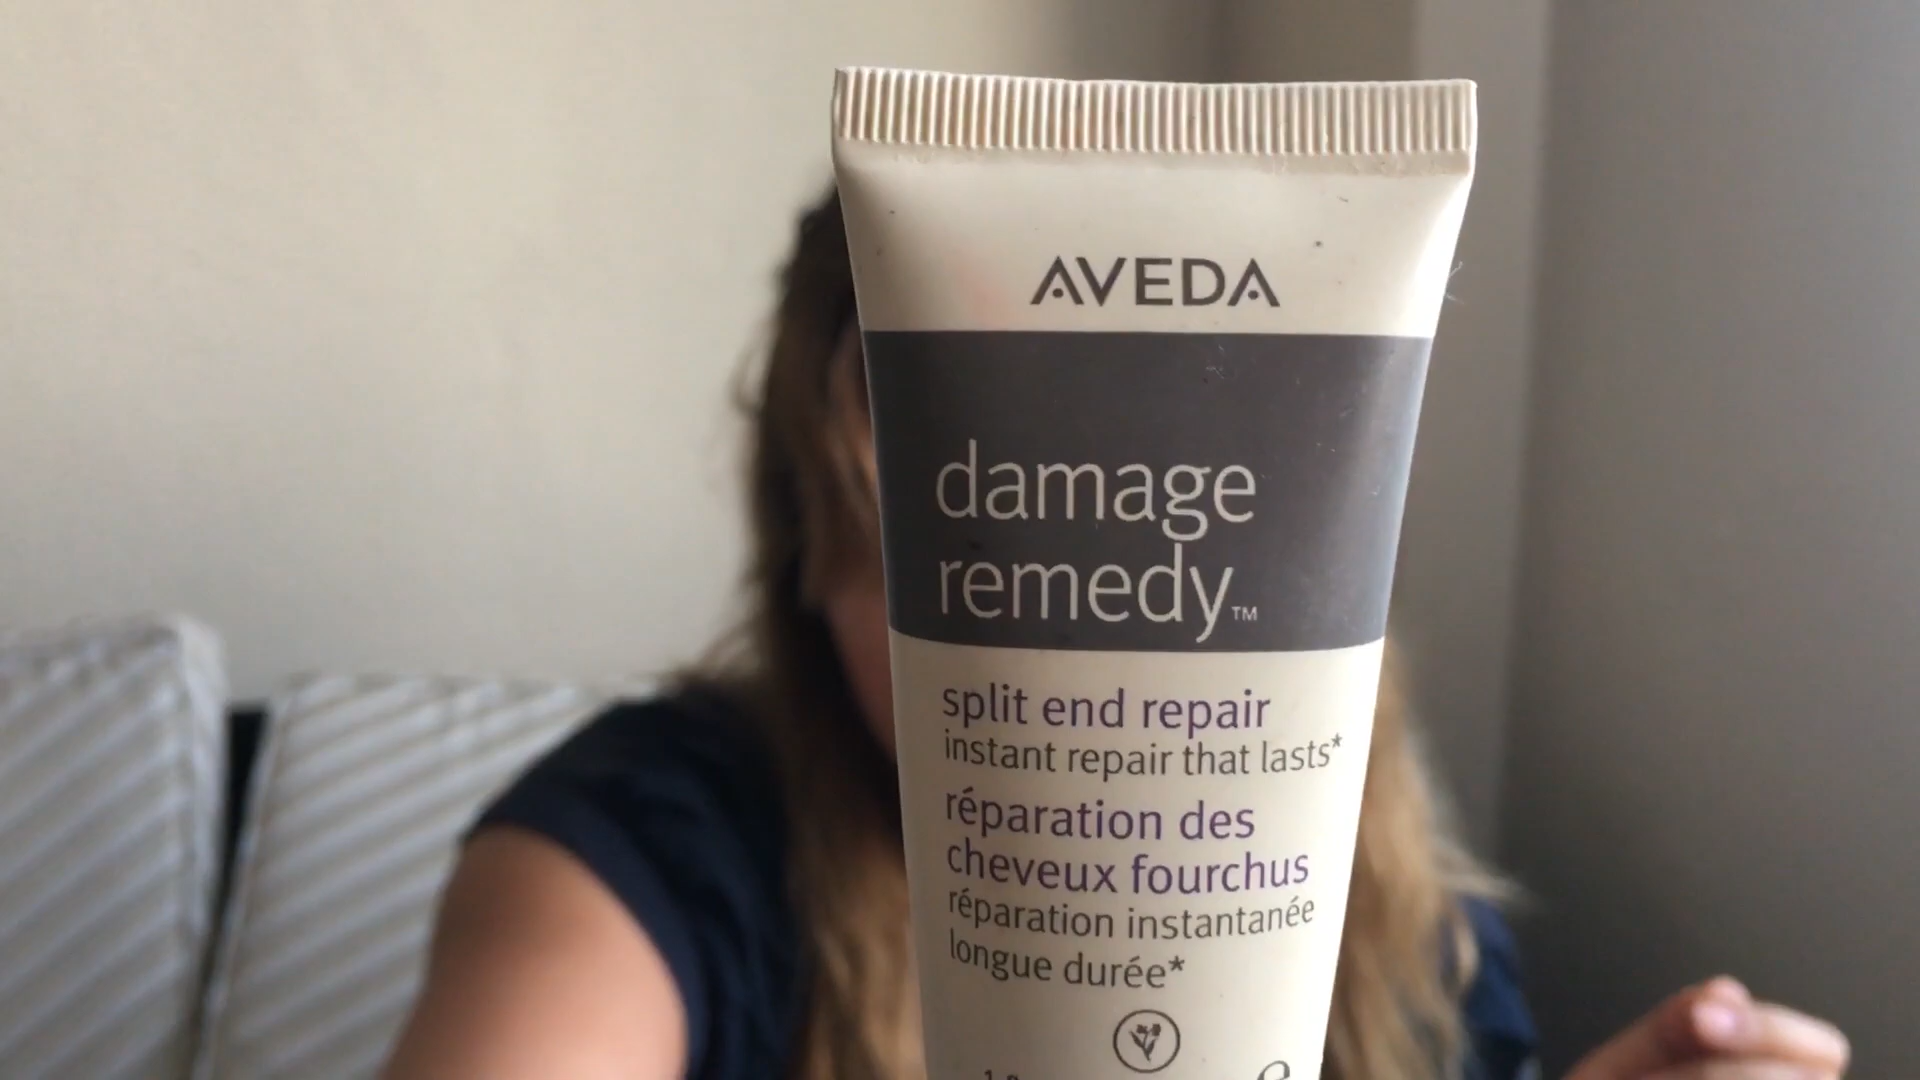 AVEDA
damage
remedy™
split end repair
instant repair that lasts*
réparation des
cheveux fourchus
réparation instantanée
longue durée*